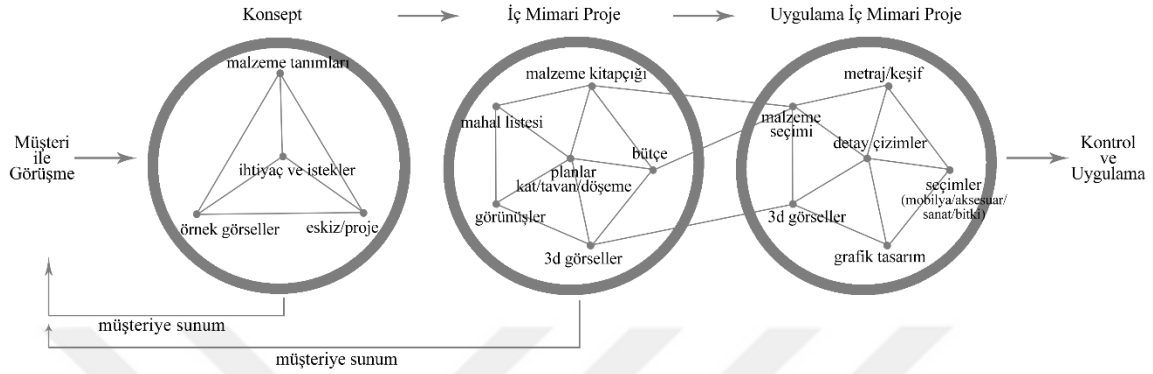 Konsept
İç Mimari Proje
Uygulama İç Mimari Proje
Müşteri
ile
Görüşme
malzeme tanımları
ihtiyaç ve istekler
örnek görseller
eskiz/proje
malzeme kitapçığı
mahal listesi
bütçe
planlar
kat/tavan/döşeme
görünüşler
3d görseller
metraj/keşif
malzeme
seçimi
detay çizimler
seçimler
(mobilya/aksesuar/
sanat/bitki)
3d görseller
grafik tasarım
Kontrol
ve
Uygulama
müşteriye sunum
müşteriye sunum